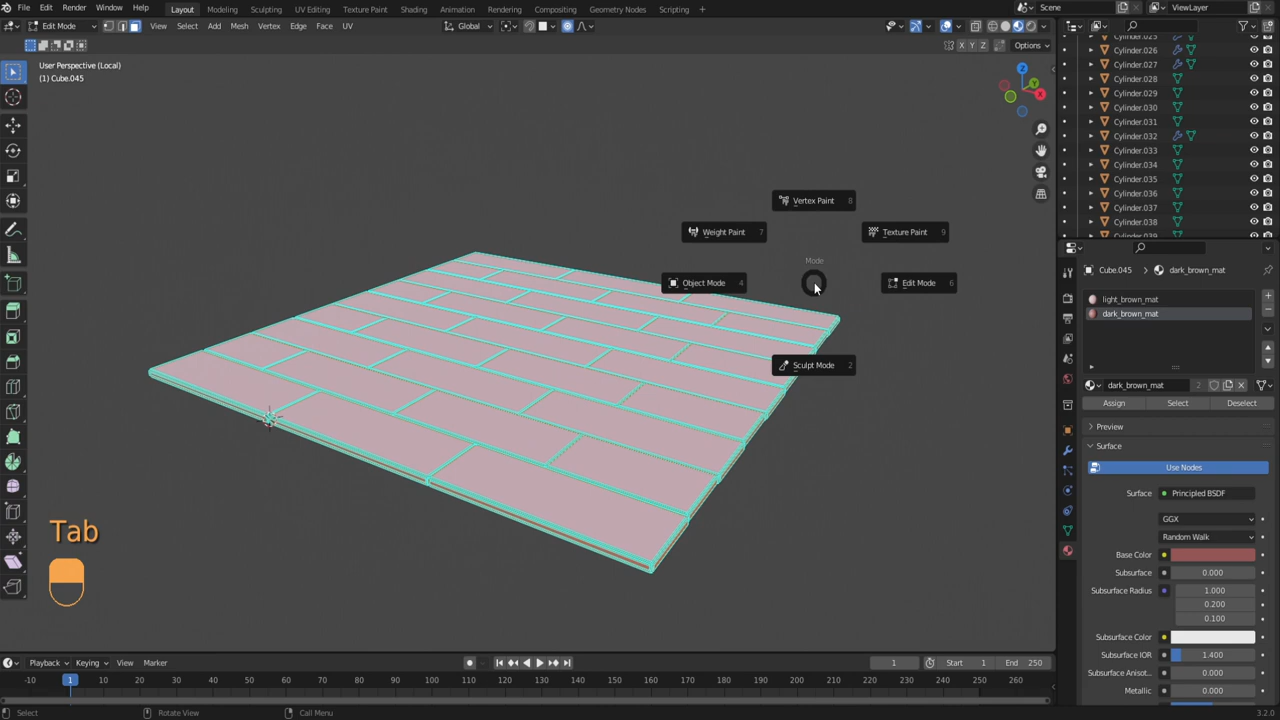 File Edit Render Window Help
Layout Modeling Sculpting UV Editing Texture Paint Shading Animation Rendering Compositing Geometry Nodes Scripting
Scene
ViewLayer
Edit Mode
View Select Add Mesh Vertex Edge Face UV
Global
X Y Z
Options
User Perspective (Local)
(1) Cube.045
Z
Y
X
Cylinder.025
Cylinder.026
Cylinder.027
Cylinder.028
Cylinder.029
Cylinder.030
Cylinder.031
Cylinder.032
Cylinder.033
Cylinder.034
Cylinder.035
Cylinder.036
Cylinder.037
Cylinder.038
Cylinder.039
Vertex Paint 8
Weight Paint 7
Texture Paint 9
Mode
Object Mode 4
Edit Mode 6
Sculpt Mode 2
Cube.045 dark_brown_mat
light_brown_mat
dark_brown_mat
dark_brown_mat 2
Assign Select Deselect
Preview
Surface
Use Nodes
Surface Principled BSDF
GGX
Random Walk
Base Color
Subsurface 0.000
Subsurface Radius 1.000
0.200
0.100
Subsurface Color
Subsurface IOR 1.400
Subsurface Anisot... 0.000
Metallic 0.000
Tab
Playback Keying View Marker
1
Start 1
End 250
-10 1 10 20 30 40 50 60 70 80 90 100 110 120 130 140 150 160 170 180 190 200 210 220 230 240 250 260
Select Rotate View Call Menu
3.2.0